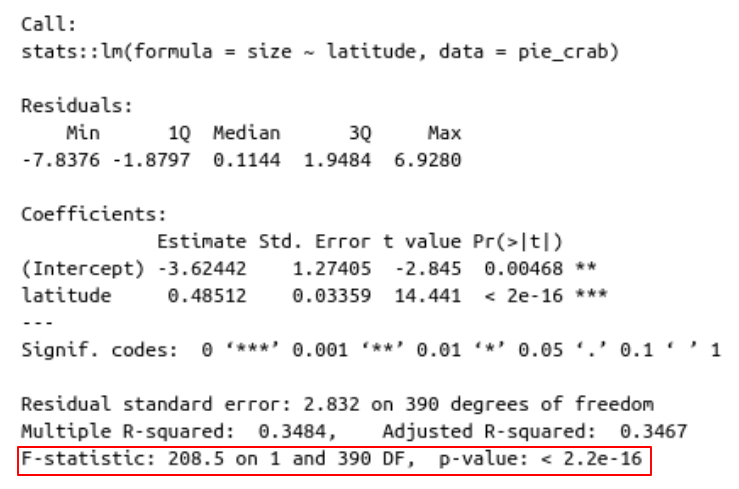 Call:
stats::lm(formula = size ~ latitude, data = pie_crab)
Residuals:
    Min      1Q  Median      3Q     Max
-7.8376 -1.8797  0.1144  1.9484  6.9280
Coefficients:
            Estimate Std. Error t value Pr(>|t|)
(Intercept) -3.62442    1.27405  -2.845  0.00468 **
latitude     0.48512    0.03359  14.441  < 2e-16 ***
---
Signif. codes:  0 ‘***’ 0.001 ‘**’ 0.01 ‘*’ 0.05 ‘.’ 0.1 ‘ ’ 1
Residual standard error: 2.832 on 390 degrees of freedom
Multiple R-squared:  0.3484,    Adjusted R-squared:  0.3467
F-statistic: 208.5 on 1 and 390 DF,  p-value: < 2.2e-16